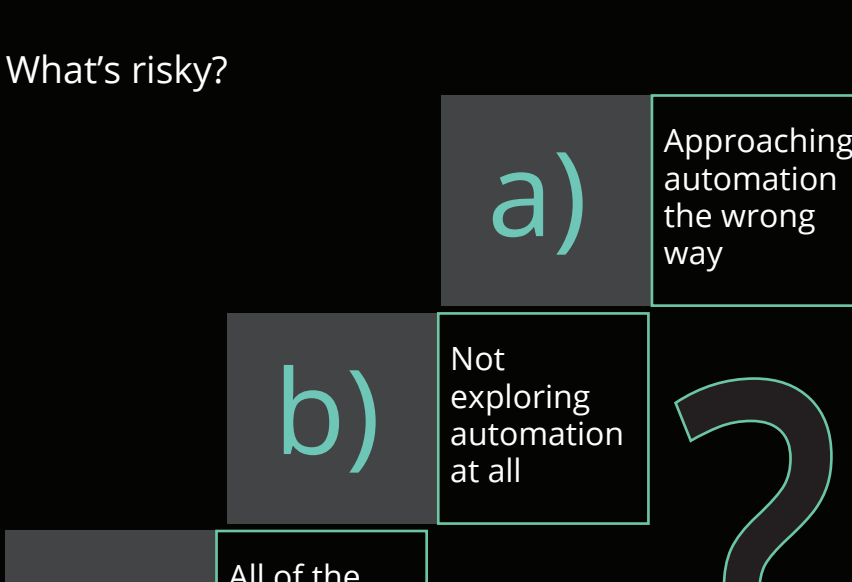 What’s risky?
a)
Approaching
automation
the wrong
way
b)
Not
exploring
automation
at all
All of the
?